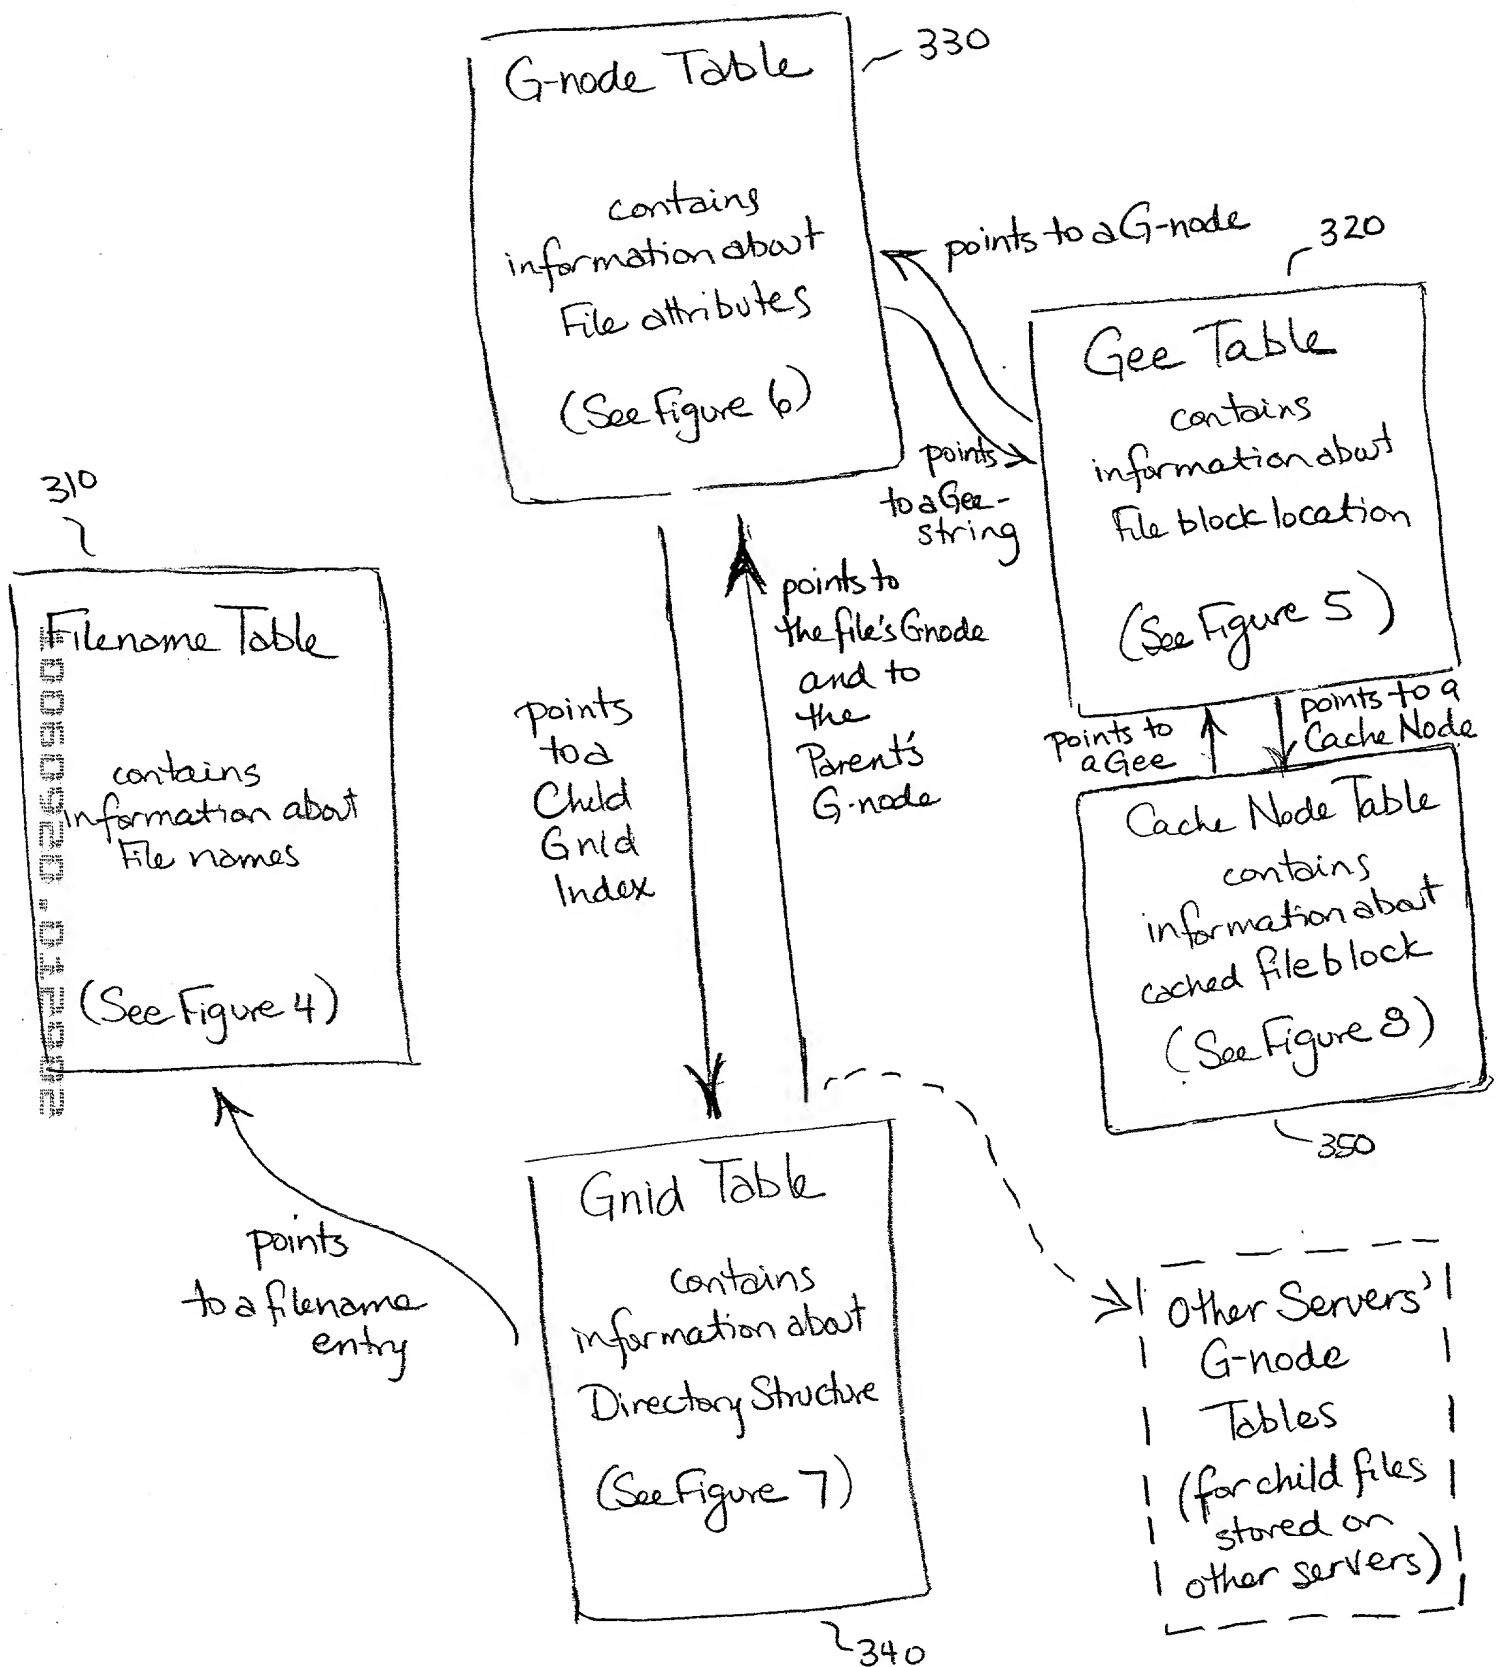 330
G-node Table
contains
information about
File attributes
(See Figure 6)
points to a G-node
320
Gee Table
contains
information about
File block location
(See Figure 5)
points
to a Gee-
string
310
Filename Table
contains
information about
File names
(See Figure 4)
points
to a
Child
Gnid
Index
points to
the file's Gnode
and to
the
Parent's
G-node
points to
a Gee
points to a
Cache Node
Cache Node Table
contains
information about
cached file block
(See Figure 8)
350
points
to a filename
entry
Gnid Table
contains
information about
Directory Structure
(See Figure 7)
340
Other Servers'
G-node
Tables
(for child files
stored on
other servers)